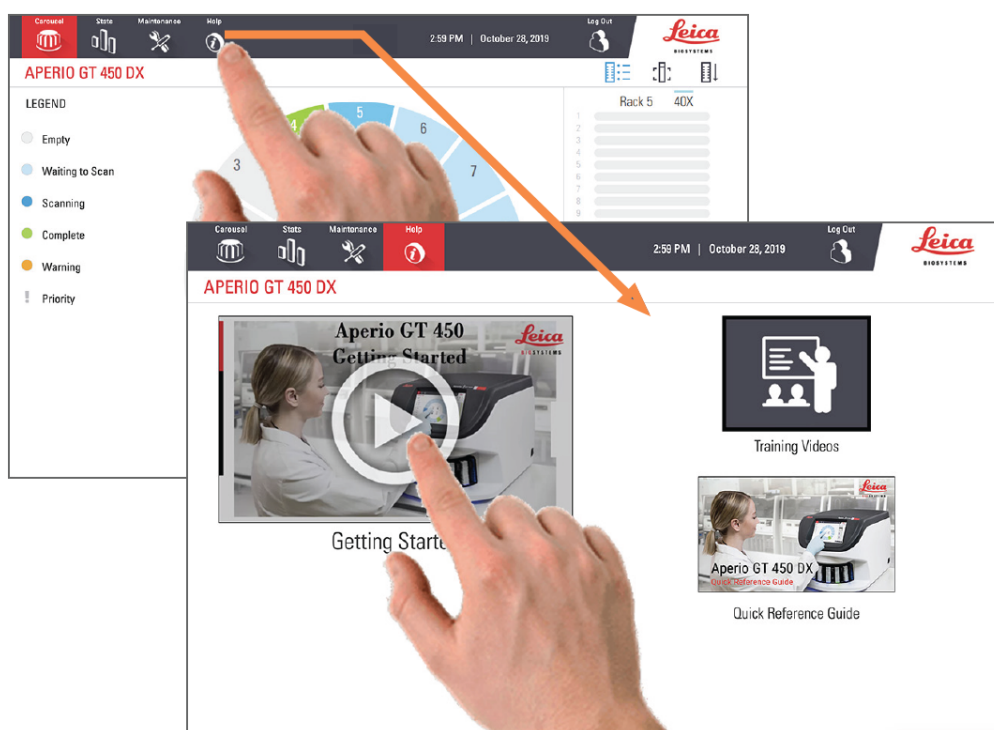 Carousel Stats Maintenance Help
2:59 PM | October 28, 2019
Log Out
Leica
BIOSYSTEMS
APERIO GT 450 DX
LEGEND
Empty
Waiting to Scan
Scanning
Complete
Warning
Priority
3
4
5
6
7
Rack 5 40X
1
2
3
4
5
6
7
8
9
Carousel Stats Maintenance Help
2:59 PM | October 28, 2019
Log Out
Leica
BIOSYSTEMS
APERIO GT 450 DX
Aperio GT 450
Getting Started
Leica
BIOSYSTEMS
Getting Starte
Training Videos
Leica
Aperio GT 450 DX
Quick Reference Guide
Quick Reference Guide